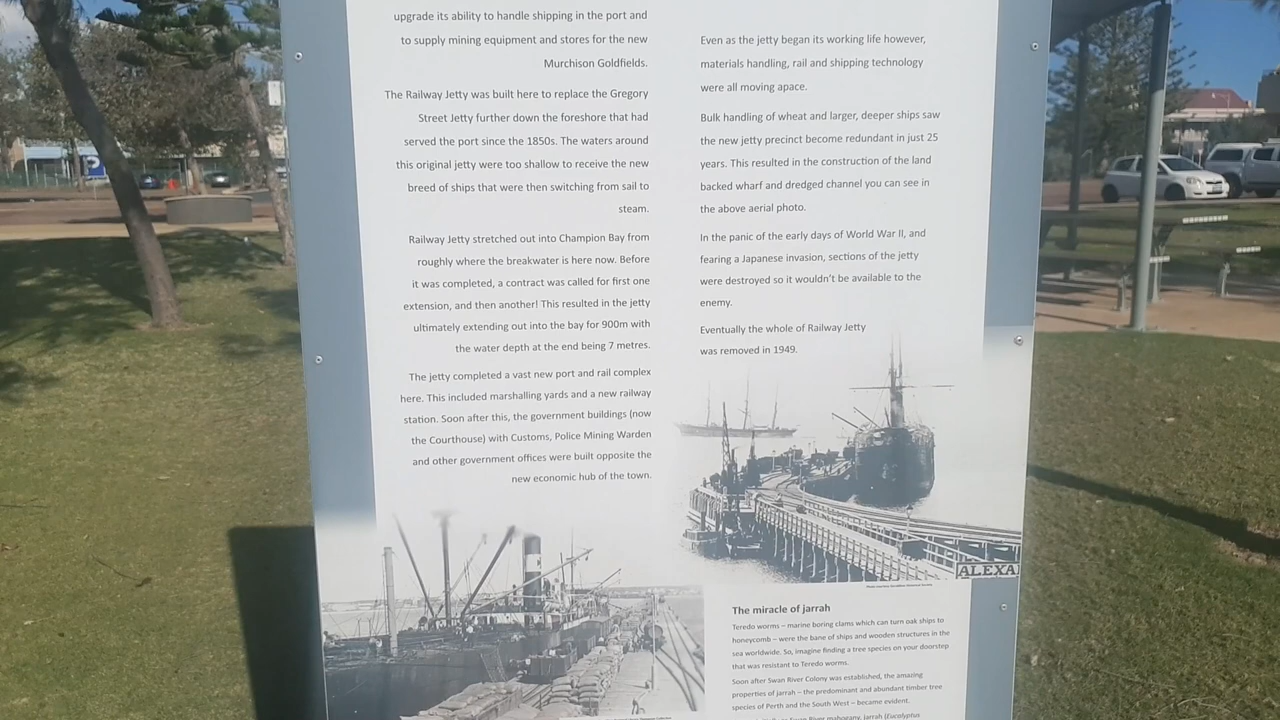 upgrade its ability to handle shipping in the port and
to supply mining equipment and stores for the new
Murchison Goldfields.
The Railway Jetty was built here to replace the Gregory
Street Jetty further down the foreshore that had
served the port since the 1850s. The waters around
this original jetty were too shallow to receive the new
breed of ships that were then switching from sail to
steam.
Railway Jetty stretched out into Champion Bay from
roughly where the breakwater is here now. Before
it was completed, a contract was called for first one
extension, and then another! This resulted in the jetty
ultimately extending out into the bay for 900m with
the water depth at the end being 7 metres.
The jetty completed a vast new port and rail complex
here. This included marshalling yards and a new railway
station. Soon after this, the government buildings (now
the Courthouse) with Customs, Police Mining Warden
and other government offices were built opposite the
new economic hub of the town.
Even as the jetty began its working life however,
materials handling, rail and shipping technology
were all moving apace.
Bulk handling of wheat and larger, deeper ships saw
the new jetty precinct become redundant in just 25
years. This resulted in the construction of the land
backed wharf and dredged channel you can see in
the above aerial photo.
In the panic of the early days of World War II, and
fearing a Japanese invasion, sections of the jetty
were destroyed so it wouldn't be available to the
enemy.
Eventually the whole of Railway Jetty
was removed in 1949.
ALEXA
The miracle of jarrah
Teredo worms – marine boring clams which can turn oak ships to
honeycomb – were the bane of ships and wooden structures in the
sea worldwide. So, imagine finding a tree species on your doorstep
that was resistant to Teredo worms.
Soon after Swan River Colony was established, the amazing
properties of jarrah – the predominant and abundant timber tree
species of Perth and the South West – became evident.
Swan River mahogany, jarrah (Eucalyptus